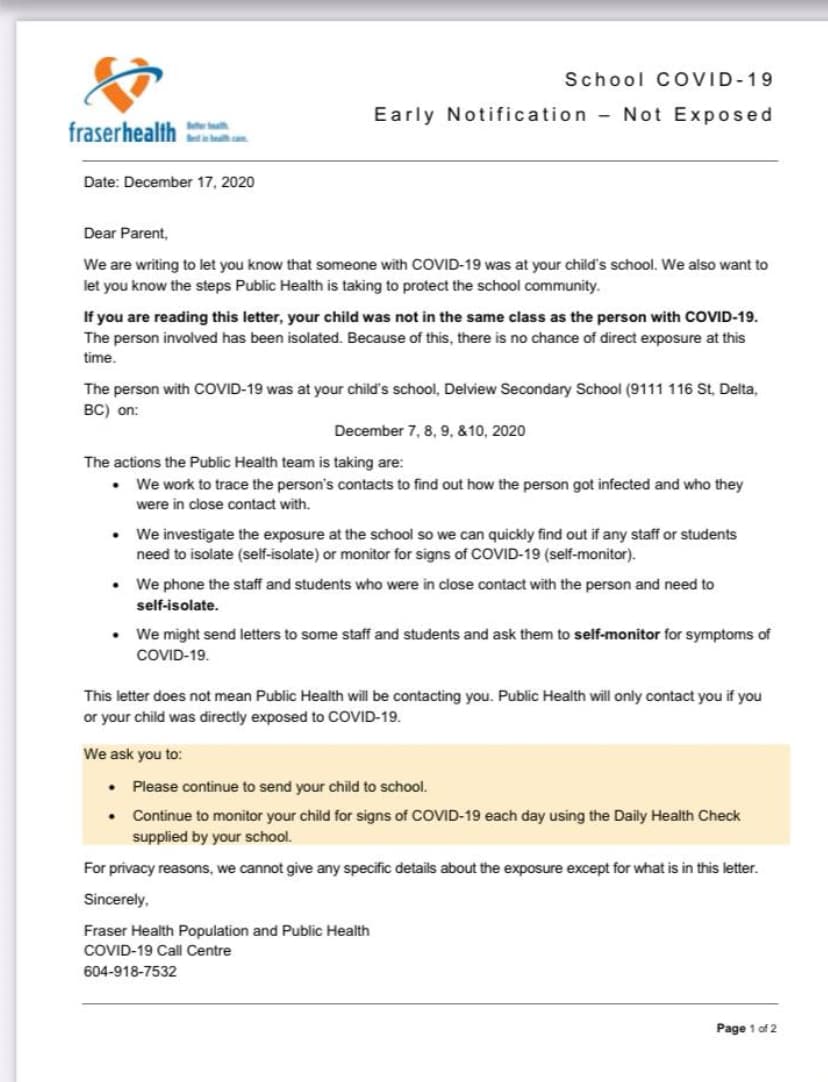 School COVID-19
Early Notification – Not Exposed
fraserhealth
Better health.
Best in health care.
Date: December 17, 2020
Dear Parent,
We are writing to let you know that someone with COVID-19 was at your child's school. We also want to
let you know the steps Public Health is taking to protect the school community.
If you are reading this letter, your child was not in the same class as the person with COVID-19.
The person involved has been isolated. Because of this, there is no chance of direct exposure at this
time.
The person with COVID-19 was at your child's school, Delview Secondary School (9111 116 St, Delta,
BC) on:
December 7, 8, 9, &10, 2020
The actions the Public Health team is taking are:
• We work to trace the person's contacts to find out how the person got infected and who they
were in close contact with.
• We investigate the exposure at the school so we can quickly find out if any staff or students
need to isolate (self-isolate) or monitor for signs of COVID-19 (self-monitor).
• We phone the staff and students who were in close contact with the person and need to
self-isolate.
• We might send letters to some staff and students and ask them to self-monitor for symptoms of
COVID-19.
This letter does not mean Public Health will be contacting you. Public Health will only contact you if you
or your child was directly exposed to COVID-19.
We ask you to:
• Please continue to send your child to school.
• Continue to monitor your child for signs of COVID-19 each day using the Daily Health Check
supplied by your school.
For privacy reasons, we cannot give any specific details about the exposure except for what is in this letter.
Sincerely,
Fraser Health Population and Public Health
COVID-19 Call Centre
604-918-7532
Page 1 of 2